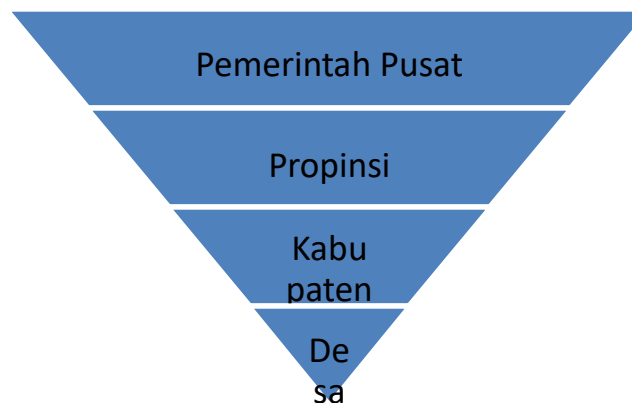 Pemerintah Pusat
Propinsi
Kabu
paten
De
sa